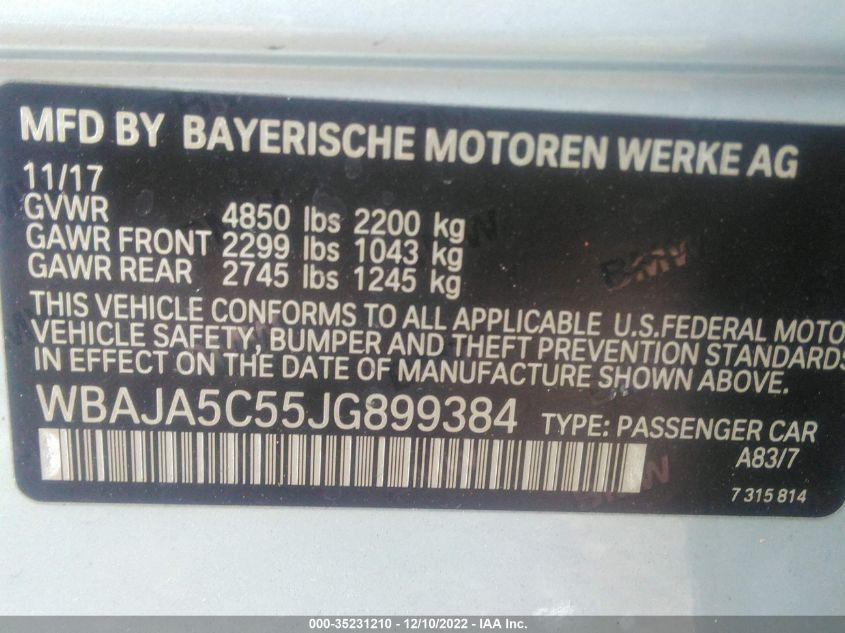 MFD BY BAYERISCHE MOTOREN WERKE AG
11/17
GVWR 4850 lbs 2200 kg
GAWR FRONT 2299 lbs 1043 kg
GAWR REAR 2745 lbs 1245 kg
THIS VEHICLE CONFORMS TO ALL APPLICABLE U.S.FEDERAL MOTO
VEHICLE SAFETY, BUMPER AND THEFT PREVENTION STANDARDS
IN EFFECT ON THE DATE OF MANUFACTURE SHOWN ABOVE.
WBAJA5C55JG899384 TYPE: PASSENGER CAR
A83/7
7 315 814
BMW
BMW
000-35231210 - 12/10/2022 - IAA Inc.